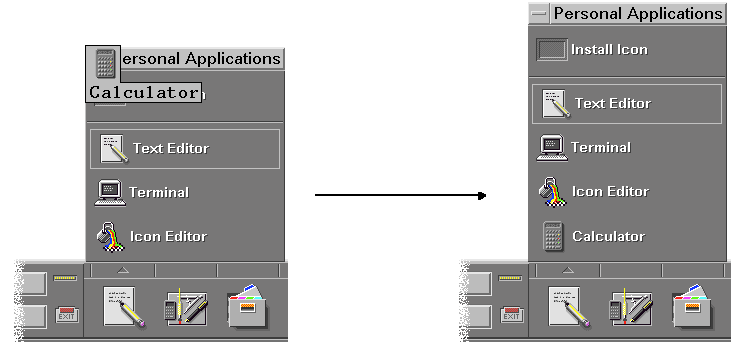 ersonal Applications
Calculator
Text Editor
Terminal
Icon Editor
EXIT
Personal Applications
Install Icon
Text Editor
Terminal
Icon Editor
Calculator
EXIT